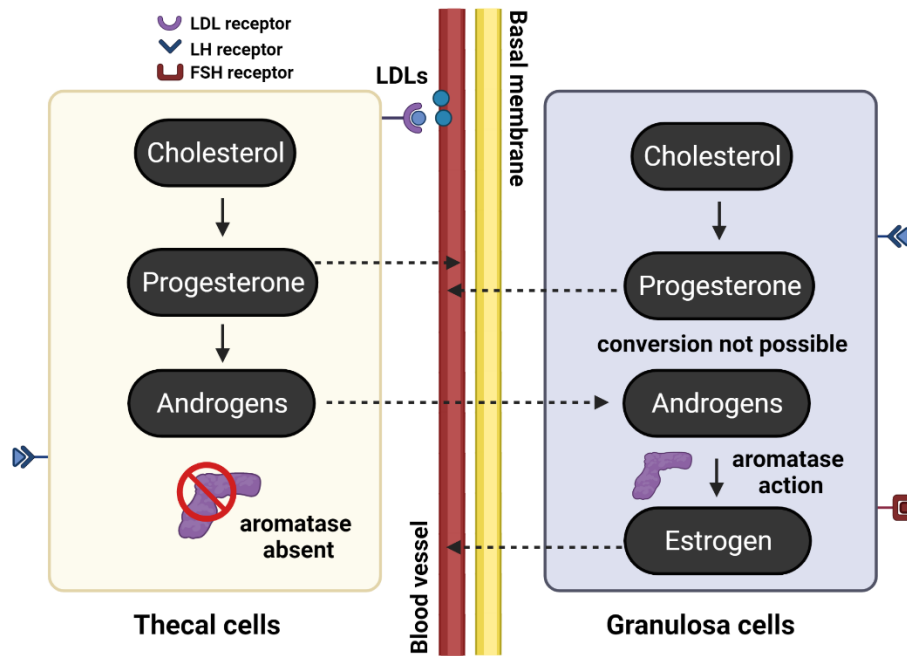 LDL receptor
LH receptor
FSH receptor
LDLs
Basal membrane
Cholesterol
Cholesterol
Progesterone
Progesterone
conversion not possible
Androgens
Androgens
aromatase
absent
aromatase
action
Estrogen
Blood vessel
Thecal cells
Granulosa cells